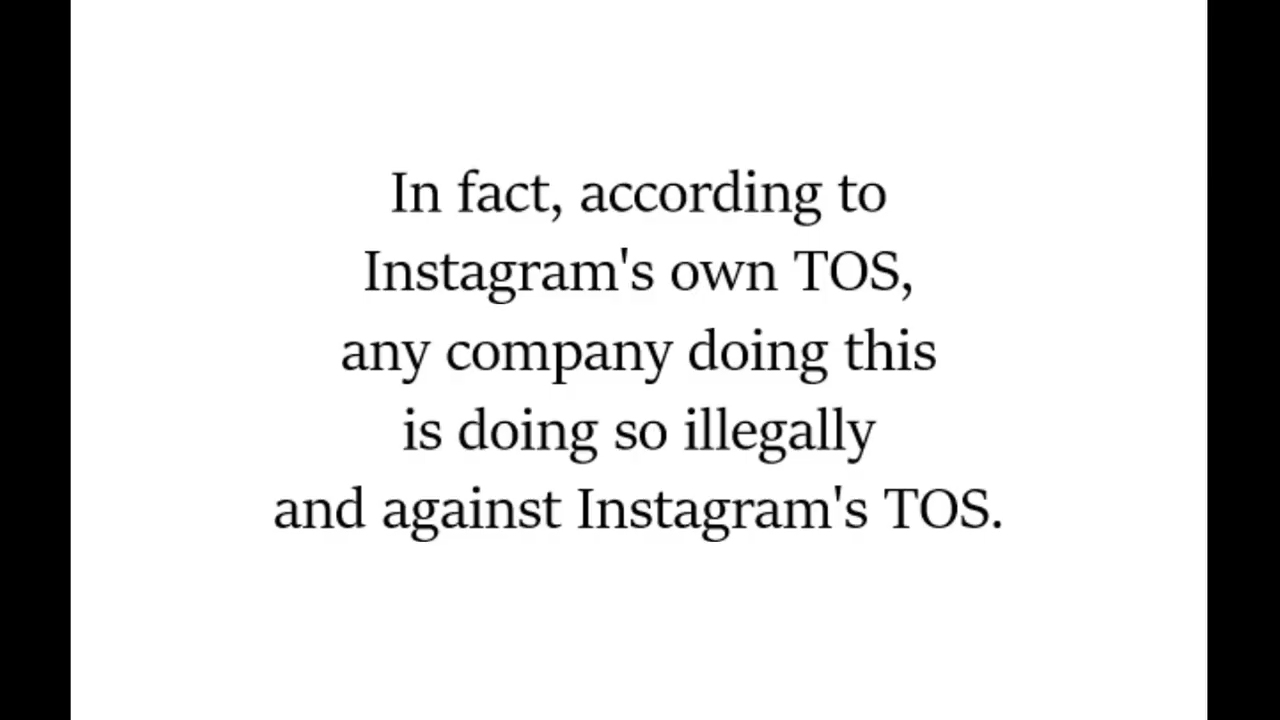 In fact, according to
Instagram's own TOS,
any company doing this
is doing so illegally
and against Instagram's TOS.